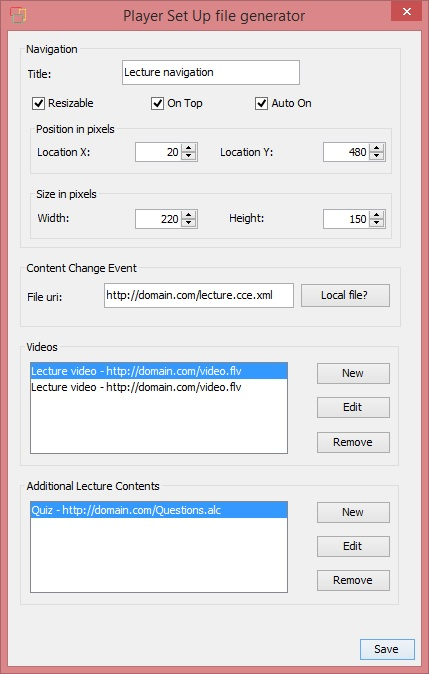 Player Set Up file generator
Navigation
Title: Lecture navigation
Resizable On Top Auto On
Position in pixels
Location X: 20 Location Y: 480
Size in pixels
Width: 220 Height: 150
Content Change Event
File uri: http://domain.com/lecture.cce.xml Local file?
Videos
Lecture video - http://domain.com/video.flv New
Lecture video - http://domain.com/video.flv
Edit
Remove
Additional Lecture Contents
Quiz - http://domain.com/Questions.alc New
Edit
Remove
Save